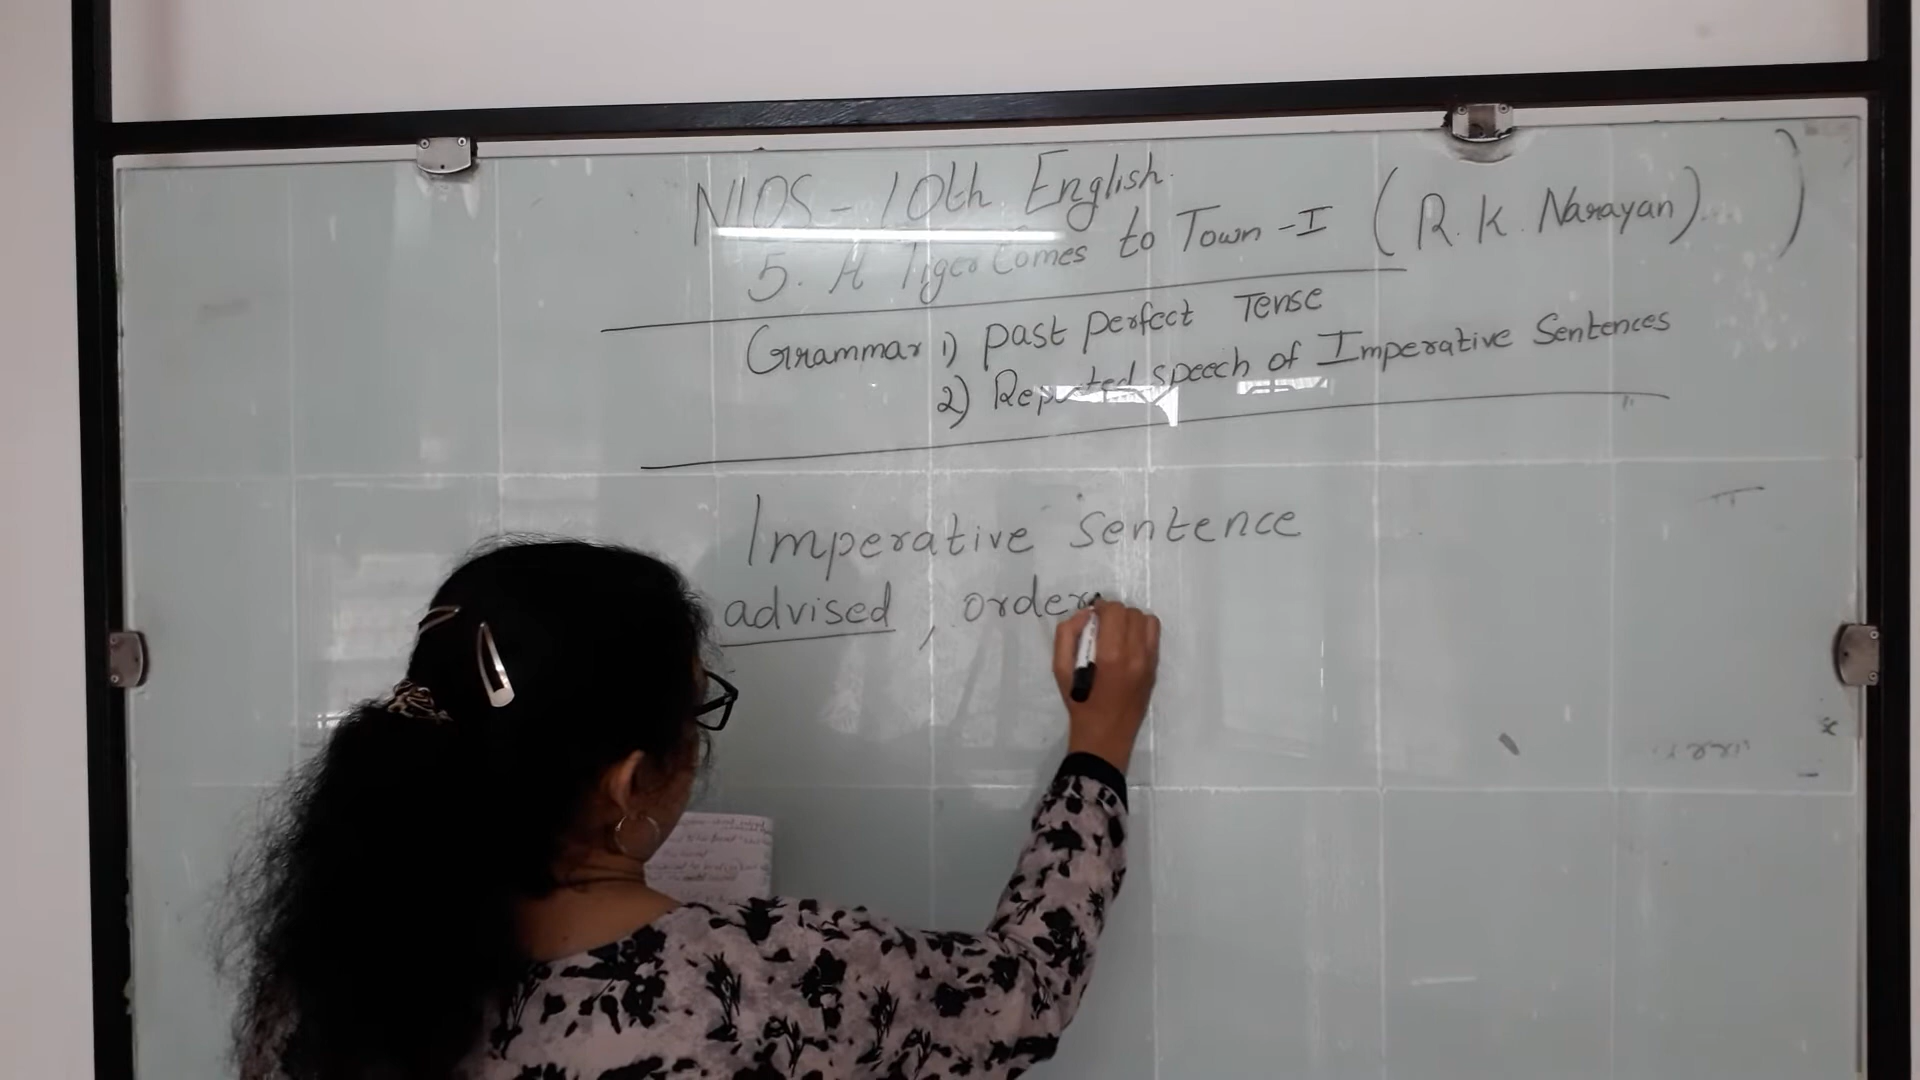 NIOS - 10th English.
5. A Tiger Comes to Town - I ( R. K. Narayan)
Grammar 1) Past Perfect Tense
2) Reported speech of Imperative Sentences
Imperative Sentence
advised, order